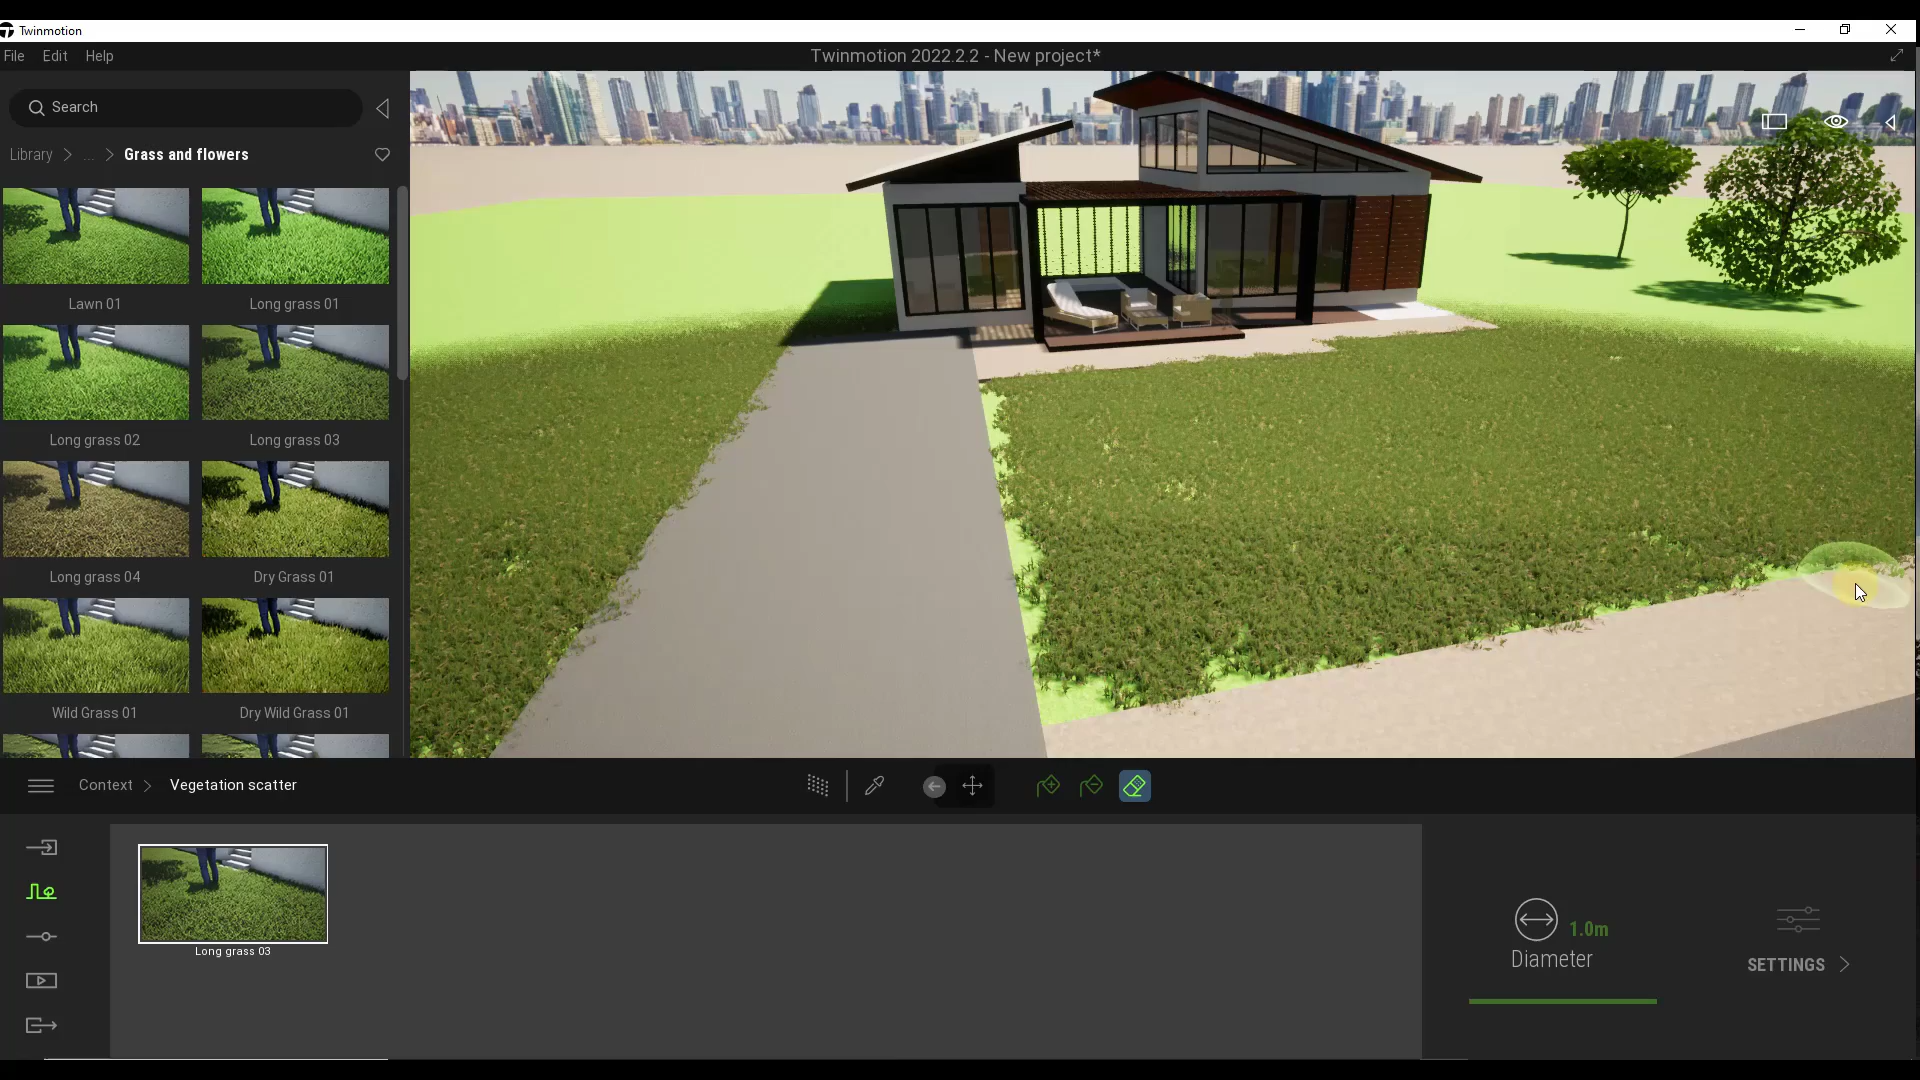 Twinmotion
File Edit Help
Twinmotion 2022.2.2 - New project*
Search
Library > ... > Grass and flowers
Lawn 01
Long grass 01
Long grass 02
Long grass 03
Long grass 04
Dry Grass 01
Wild Grass 01
Dry Wild Grass 01
Context > Vegetation scatter
Long grass 03
1.0m
Diameter
SETTINGS >